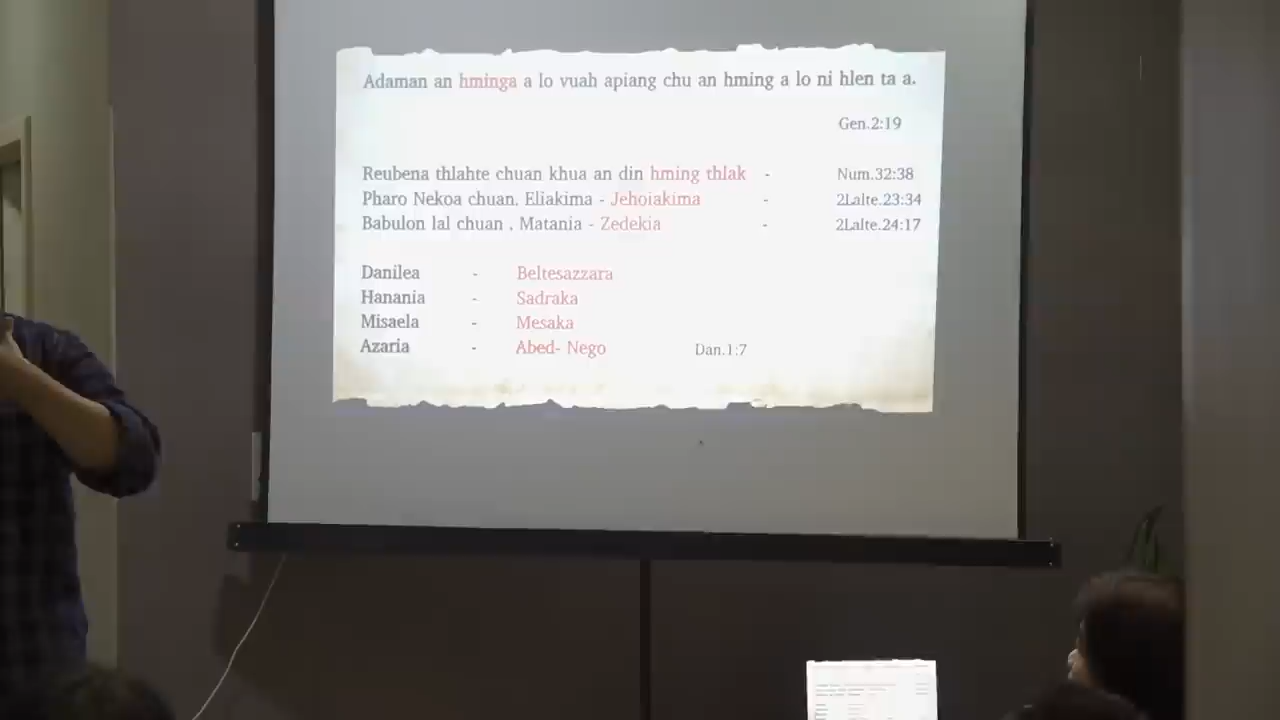 Adaman an hminga a lo vuah apiang chu an hming a lo ni hlen ta a.
Gen.2:19
Reubena thlahte chuan khua an din hming thlak - Num.32:38
Pharo Nekoa chuan, Eliakima - Jehoiakima - 2Lalte.23:34
Babulon lal chuan , Matania - Zedekia - 2Lalte.24:17
Danilea - Beltesazzara
Hanania - Sadraka
Misaela - Mesaka
Azaria - Abed- Nego Dan.1:7